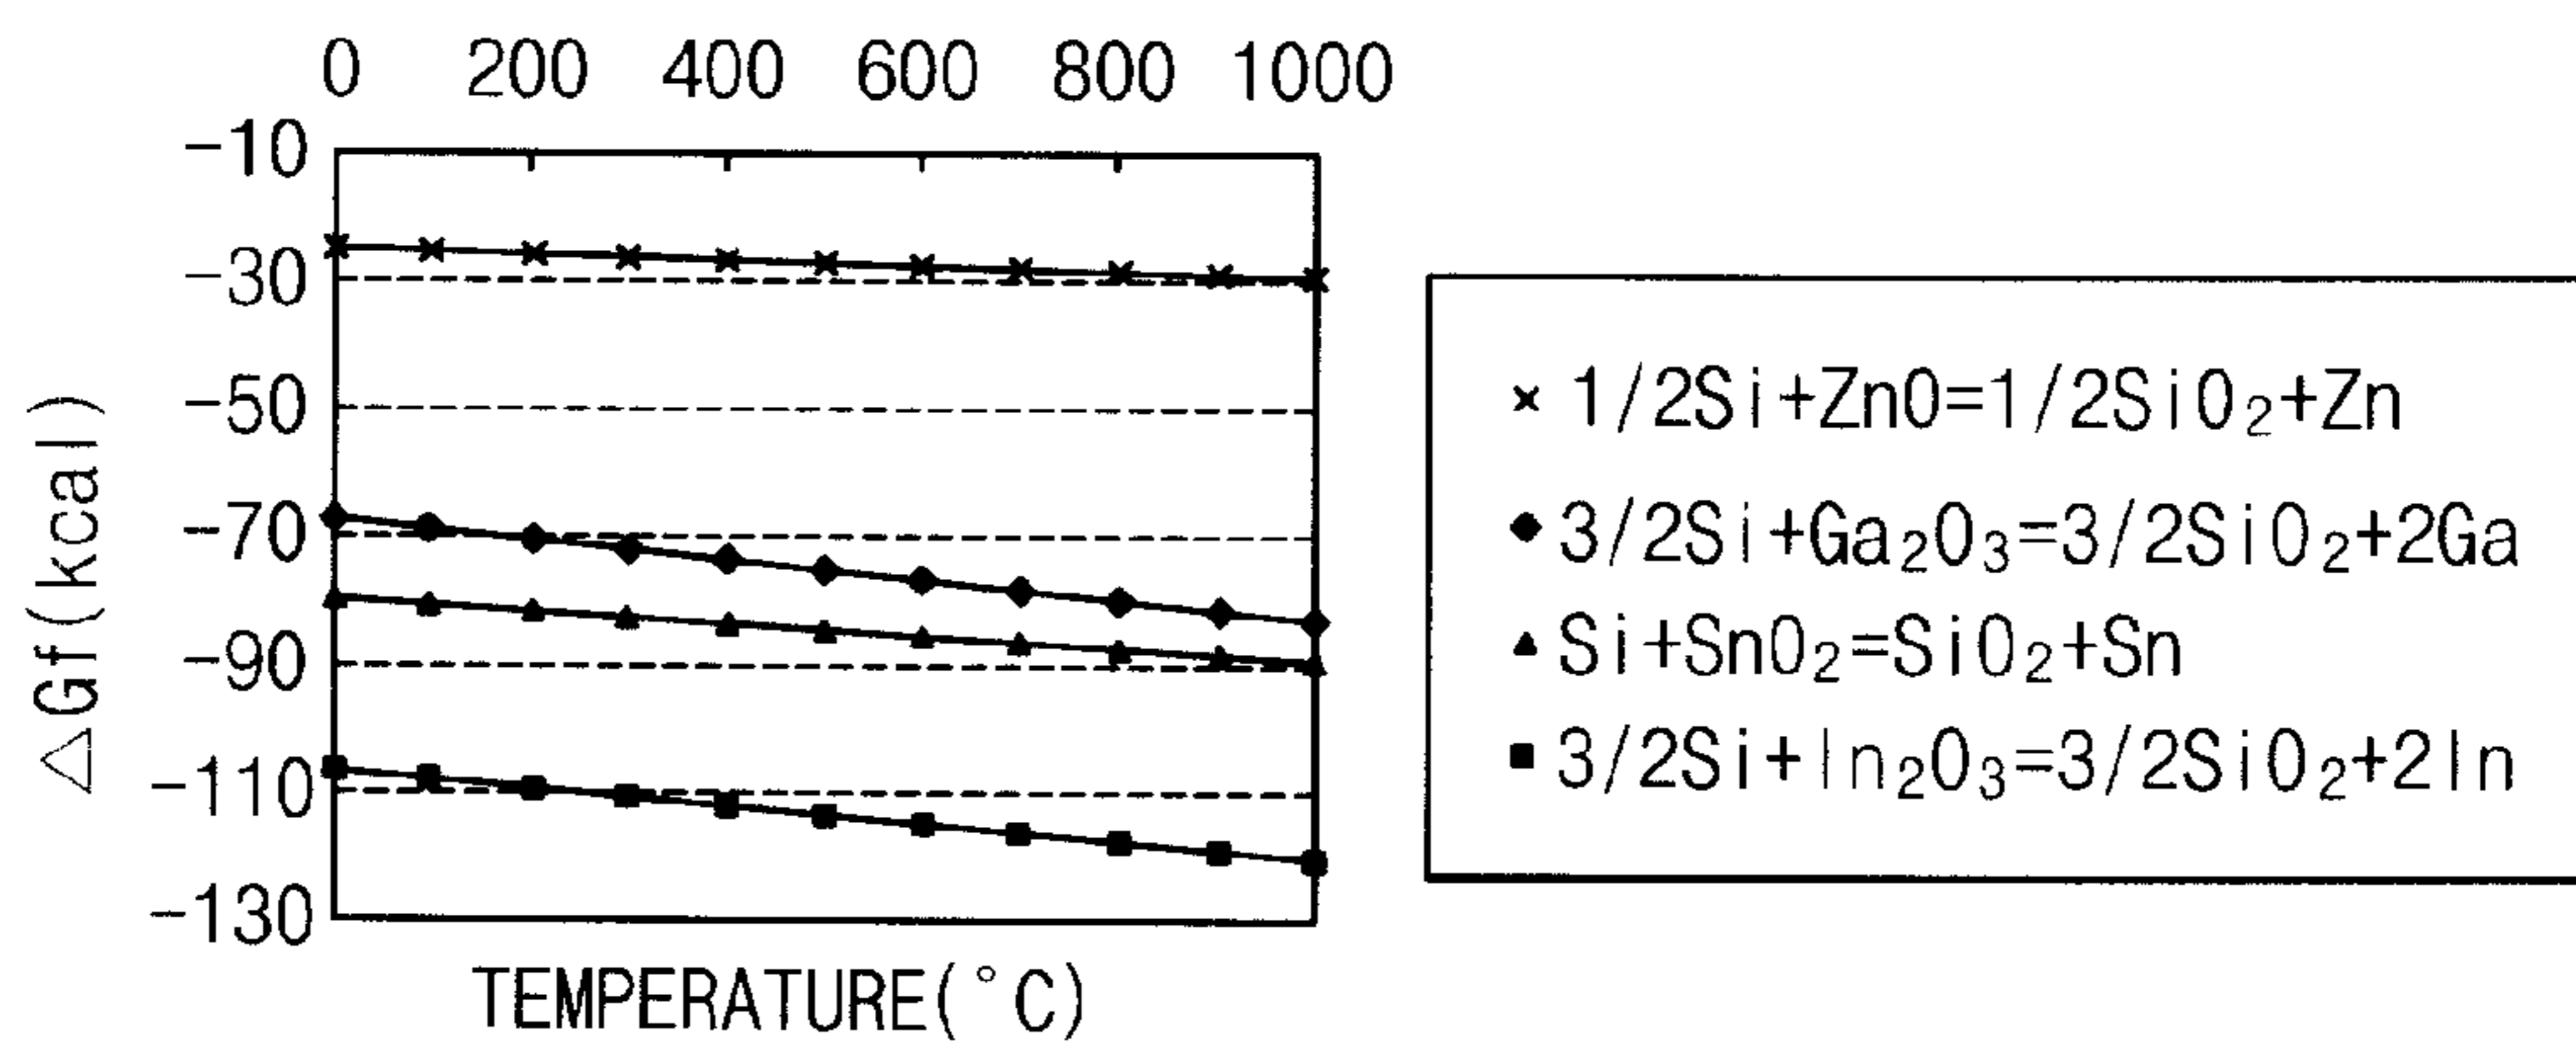 0 200 400 600 800 1000
-10
-30
-50
-70
-90
-110
-130
△Gf(kcal)
TEMPERATURE(°C)
1/2Si+ZnO=1/2SiO₂+Zn
3/2Si+Ga₂O₃=3/2SiO₂+2Ga
Si+SnO₂=SiO₂+Sn
3/2Si+In₂O₃=3/2SiO₂+2In